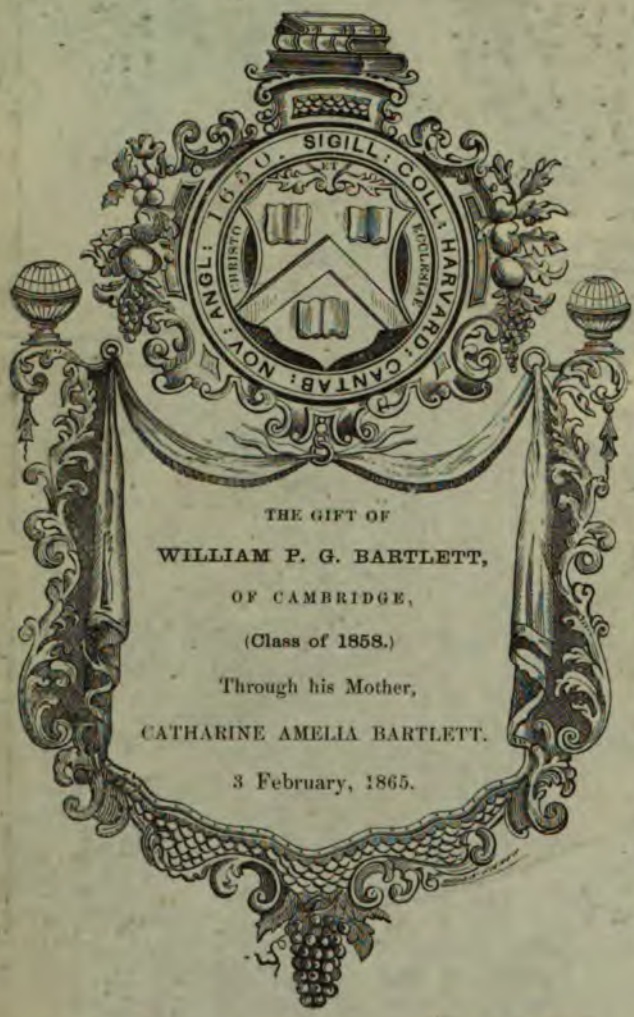 SIGILL: COLL: HARVARD: CANTAB: NOV: ANGL: 1650.
ET
CHRISTO
ECCLESIAE
THE GIFT OF
WILLIAM P. G. BARTLETT,
OF CAMBRIDGE,
(Class of 1858.)
Through his Mother,
CATHARINE AMELIA BARTLETT.
3 February, 1865.